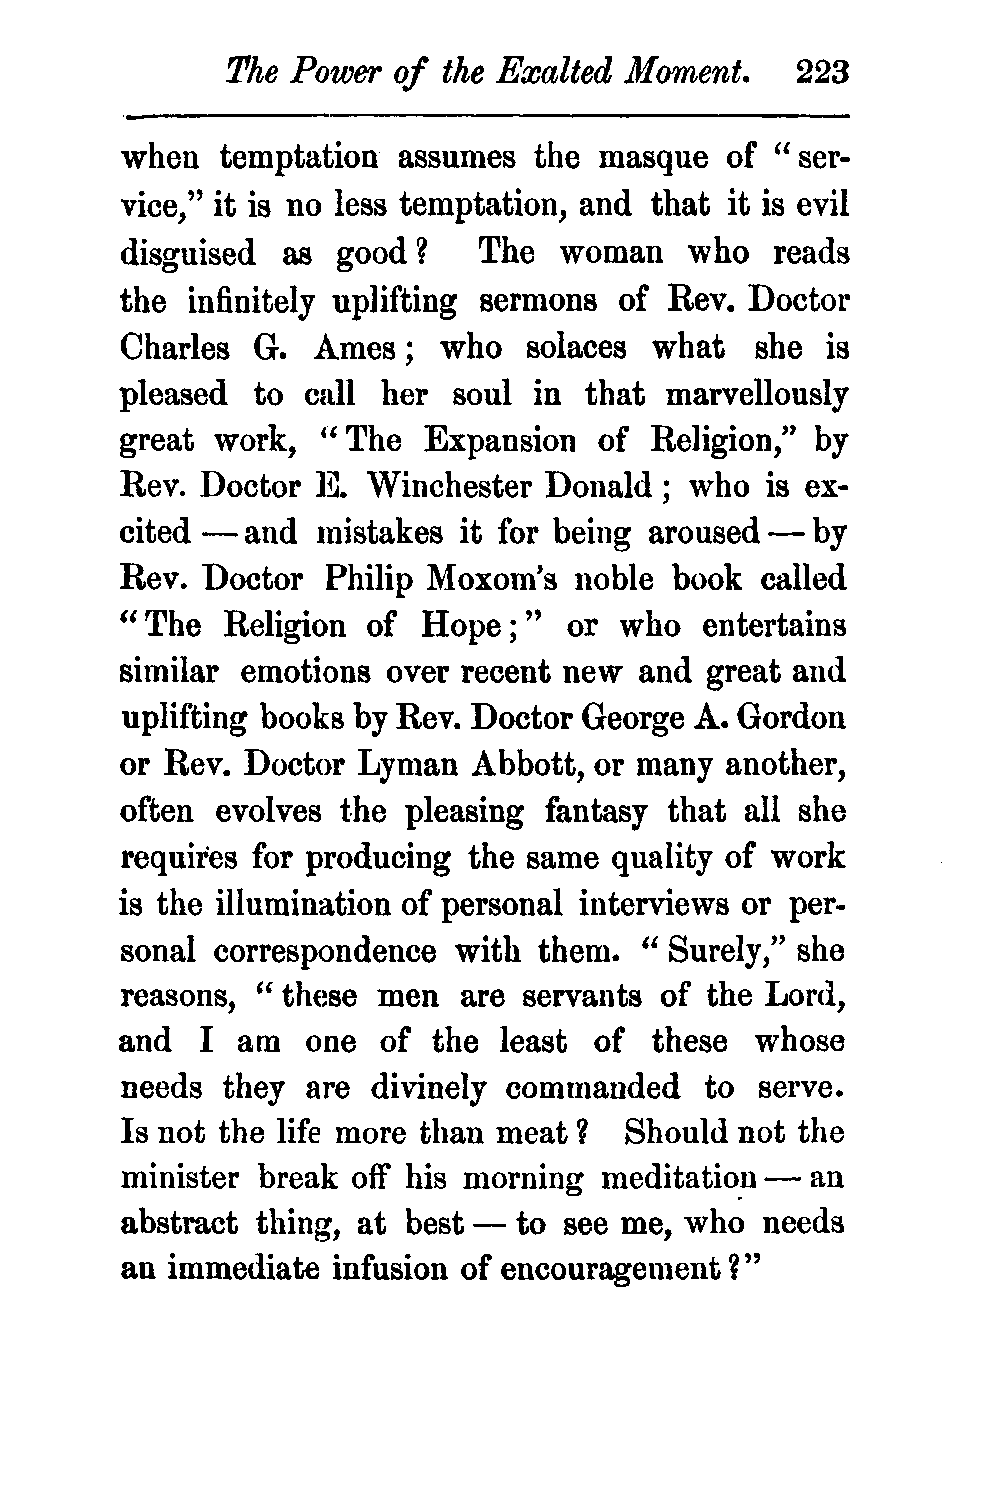 The Power of the Exalted Moment. 223
when temptation assumes the masque of “ ser-
vice,” it is no less temptation, and that it is evil
disguised as good ? The woman who reads
the infinitely uplifting sermons of Rev. Doctor
Charles G. Ames ; who solaces what she is
pleased to call her soul in that marvellously
great work, “ The Expansion of Religion,” by
Rev. Doctor E. Winchester Donald ; who is ex-
cited — and mistakes it for being aroused — by
Rev. Doctor Philip Moxom’s noble book called
“ The Religion of Hope ; ” or who entertains
similar emotions over recent new and great and
uplifting books by Rev. Doctor George A. Gordon
or Rev. Doctor Lyman Abbott, or many another,
often evolves the pleasing fantasy that all she
requires for producing the same quality of work
is the illumination of personal interviews or per-
sonal correspondence with them. “ Surely,” she
reasons, “ these men are servants of the Lord,
and I am one of the least of these whose
needs they are divinely commanded to serve.
Is not the life more than meat ? Should not the
minister break off his morning meditation — an
abstract thing, at best — to see me, who needs
an immediate infusion of encouragement ? ”